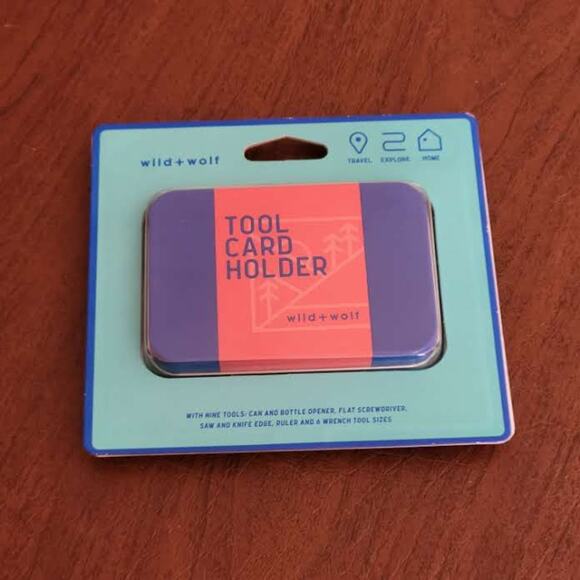 wild+wolf
TRAVEL EXPLORE HOME
TOOL
CARD
HOLDER
wild+wolf
WITH NINE TOOLS: CAN AND BOTTLE OPENER, FLAT SCREWDRIVER,
SAW AND KNIFE EDGE, RULER AND 6 WRENCH TOOL SIZES